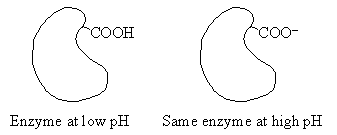 COOH
COO⁻
Enzyme at low pH
Same enzyme at high pH